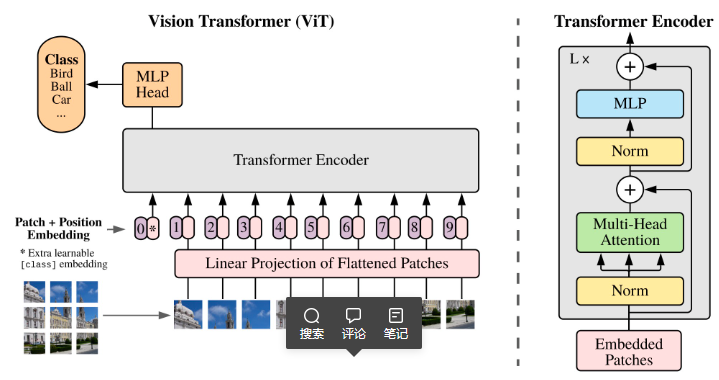 Vision Transformer (ViT)
Class
Bird
Ball
Car
...
MLP
Head
Transformer Encoder
Patch + Position
Embedding
0 * 1 2 3 4 5 6 7 8 9
* Extra learnable
[class] embedding
Linear Projection of Flattened Patches
搜索 评论 笔记
Transformer Encoder
L ×
+
MLP
Norm
+
Multi-Head
Attention
Norm
Embedded
Patches